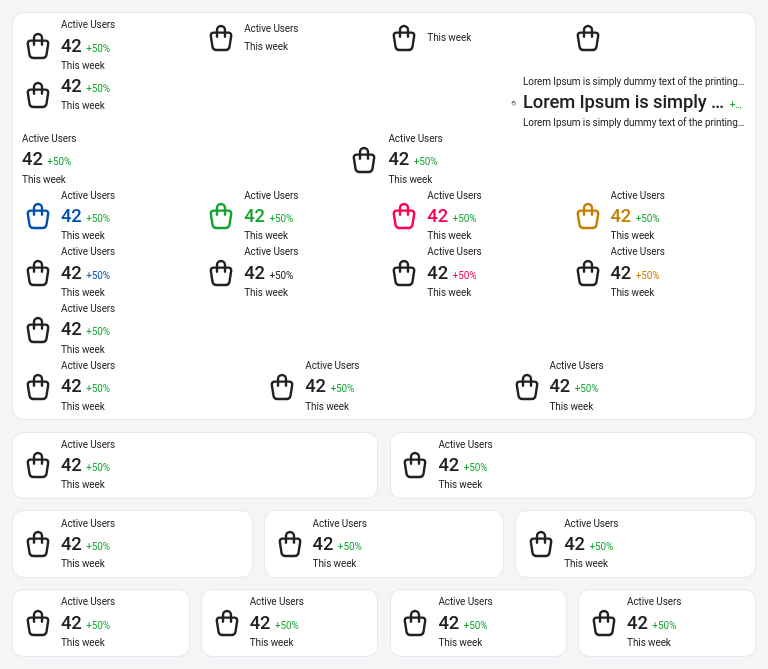 Active Users
42 +50%
This week
Active Users
This week
This week
42 +50%
This week
Lorem Ipsum is simply dummy text of the printing...
Lorem Ipsum is simply ... +...
Lorem Ipsum is simply dummy text of the printing...
Active Users
42 +50%
This week
Active Users
42 +50%
This week
Active Users
42 +50%
This week
Active Users
42 +50%
This week
Active Users
42 +50%
This week
Active Users
42 +50%
This week
Active Users
42 +50%
This week
Active Users
42 +50%
This week
Active Users
42 +50%
This week
Active Users
42 +50%
This week
Active Users
42 +50%
This week
Active Users
42 +50%
This week
Active Users
42 +50%
This week
Active Users
42 +50%
This week
Active Users
42 +50%
This week
Active Users
42 +50%
This week
Active Users
42 +50%
This week
Active Users
42 +50%
This week
Active Users
42 +50%
This week
Active Users
42 +50%
This week
Active Users
42 +50%
This week
Active Users
42 +50%
This week
Active Users
42 +50%
This week